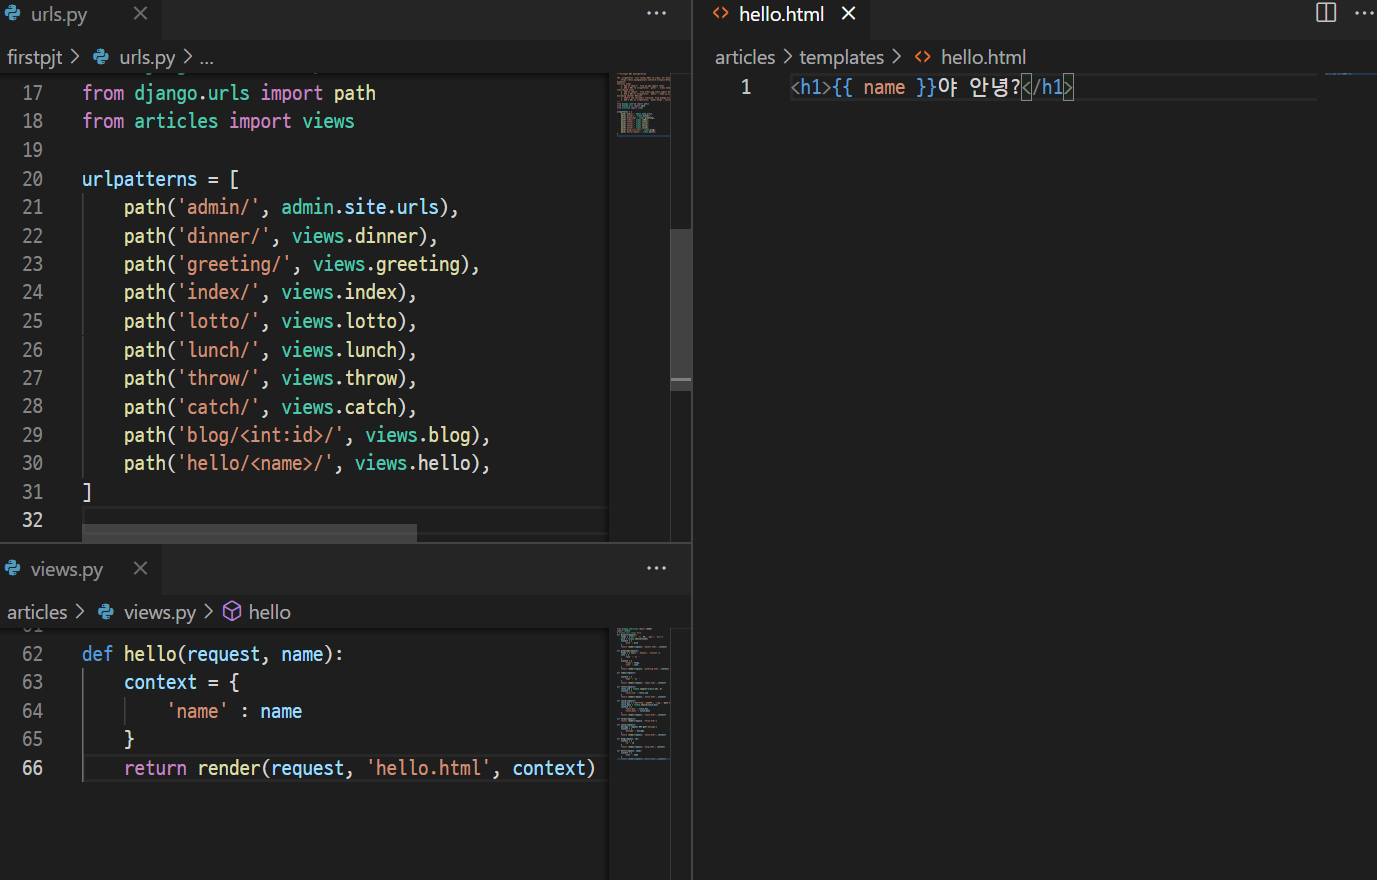 urls.py
firstpjt > urls.py > ...
17 from django.urls import path
18 from articles import views
19
20 urlpatterns = [
21     path('admin/', admin.site.urls),
22     path('dinner/', views.dinner),
23     path('greeting/', views.greeting),
24     path('index/', views.index),
25     path('lotto/', views.lotto),
26     path('lunch/', views.lunch),
27     path('throw/', views.throw),
28     path('catch/', views.catch),
29     path('blog/<int:id>/', views.blog),
30     path('hello/<name>/', views.hello),
31 ]
32
views.py
articles > views.py > hello
62 def hello(request, name):
63     context = {
64         'name' : name
65     }
66     return render(request, 'hello.html', context)
hello.html
articles > templates > hello.html
1 <h1>{{ name }}야 안녕?</h1>